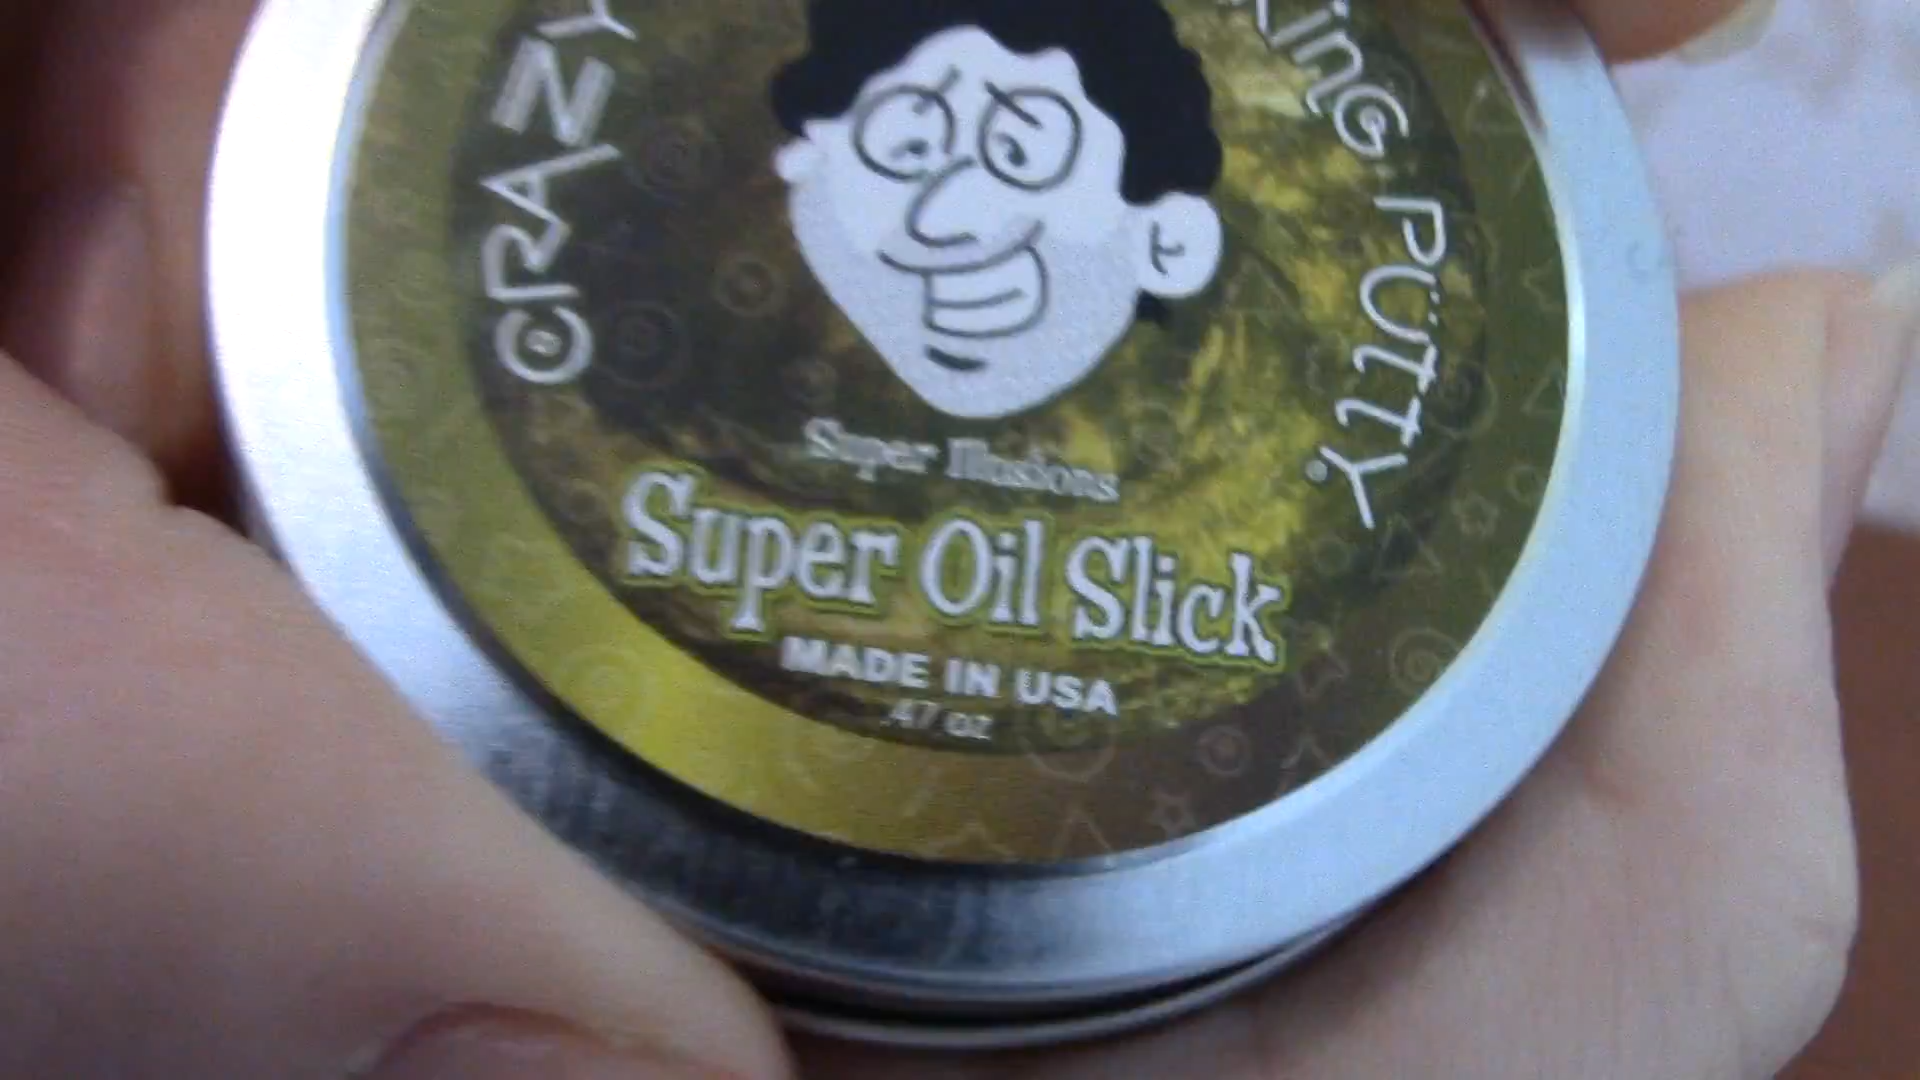 CRAZY
KING PUTTY
Super Illusions
Super Oil Slick
MADE IN USA
.47 oz